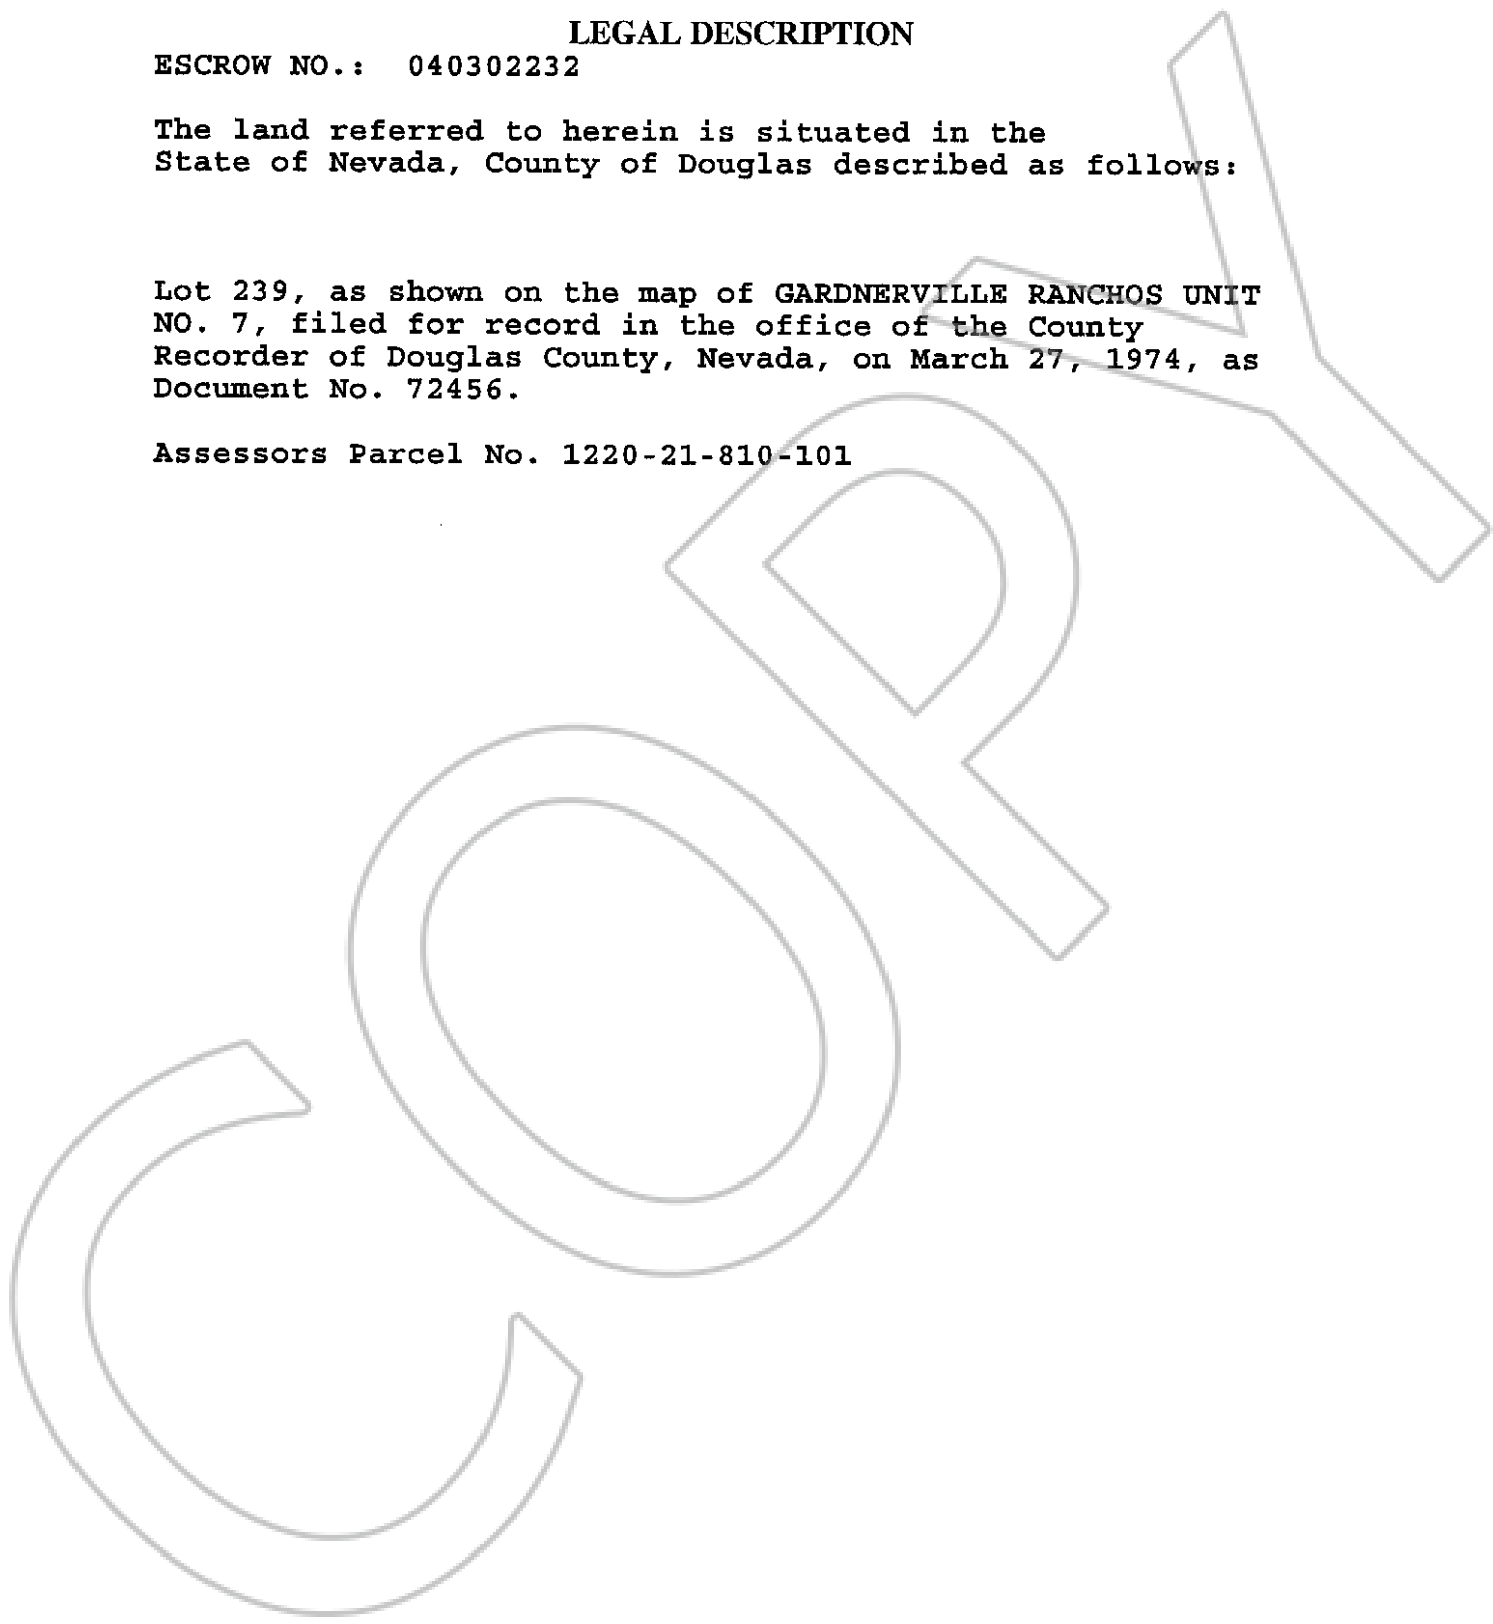 LEGAL DESCRIPTION
ESCROW NO.: 040302232
The land referred to herein is situated in the
State of Nevada, County of Douglas described as follows:
Lot 239, as shown on the map of GARDNERVILLE RANCHOS UNIT
NO. 7, filed for record in the office of the County
Recorder of Douglas County, Nevada, on March 27, 1974, as
Document No. 72456.
Assessors Parcel No. 1220-21-810-101
COPY